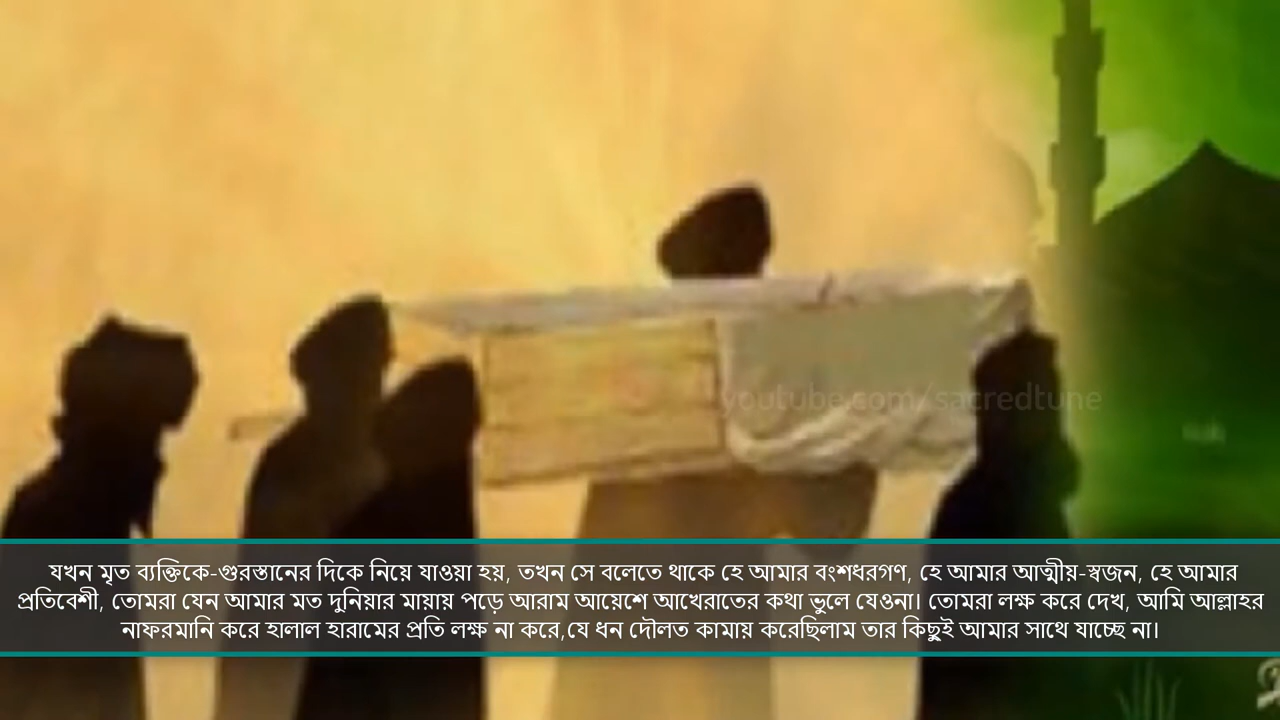 youtube.com/sacredtune
যখন মৃত ব্যক্তিকে-গুরস্তানের দিকে নিয়ে যাওয়া হয়, তখন সে বলেতে থাকে হে আমার বংশধরগণ, হে আমার আত্মীয়-স্বজন, হে আমার
প্রতিবেশী, তোমরা যেন আমার মত দুনিয়ার মায়ায় পড়ে আরাম আয়েশে আখেরাতের কথা ভুলে যেওনা। তোমরা লক্ষ করে দেখ, আমি আল্লাহর
নাফরমানি করে হালাল হারামের প্রতি লক্ষ না করে,যে ধন দৌলত কামায় করেছিলাম তার কিছুই আমার সাথে যাচ্ছে না।